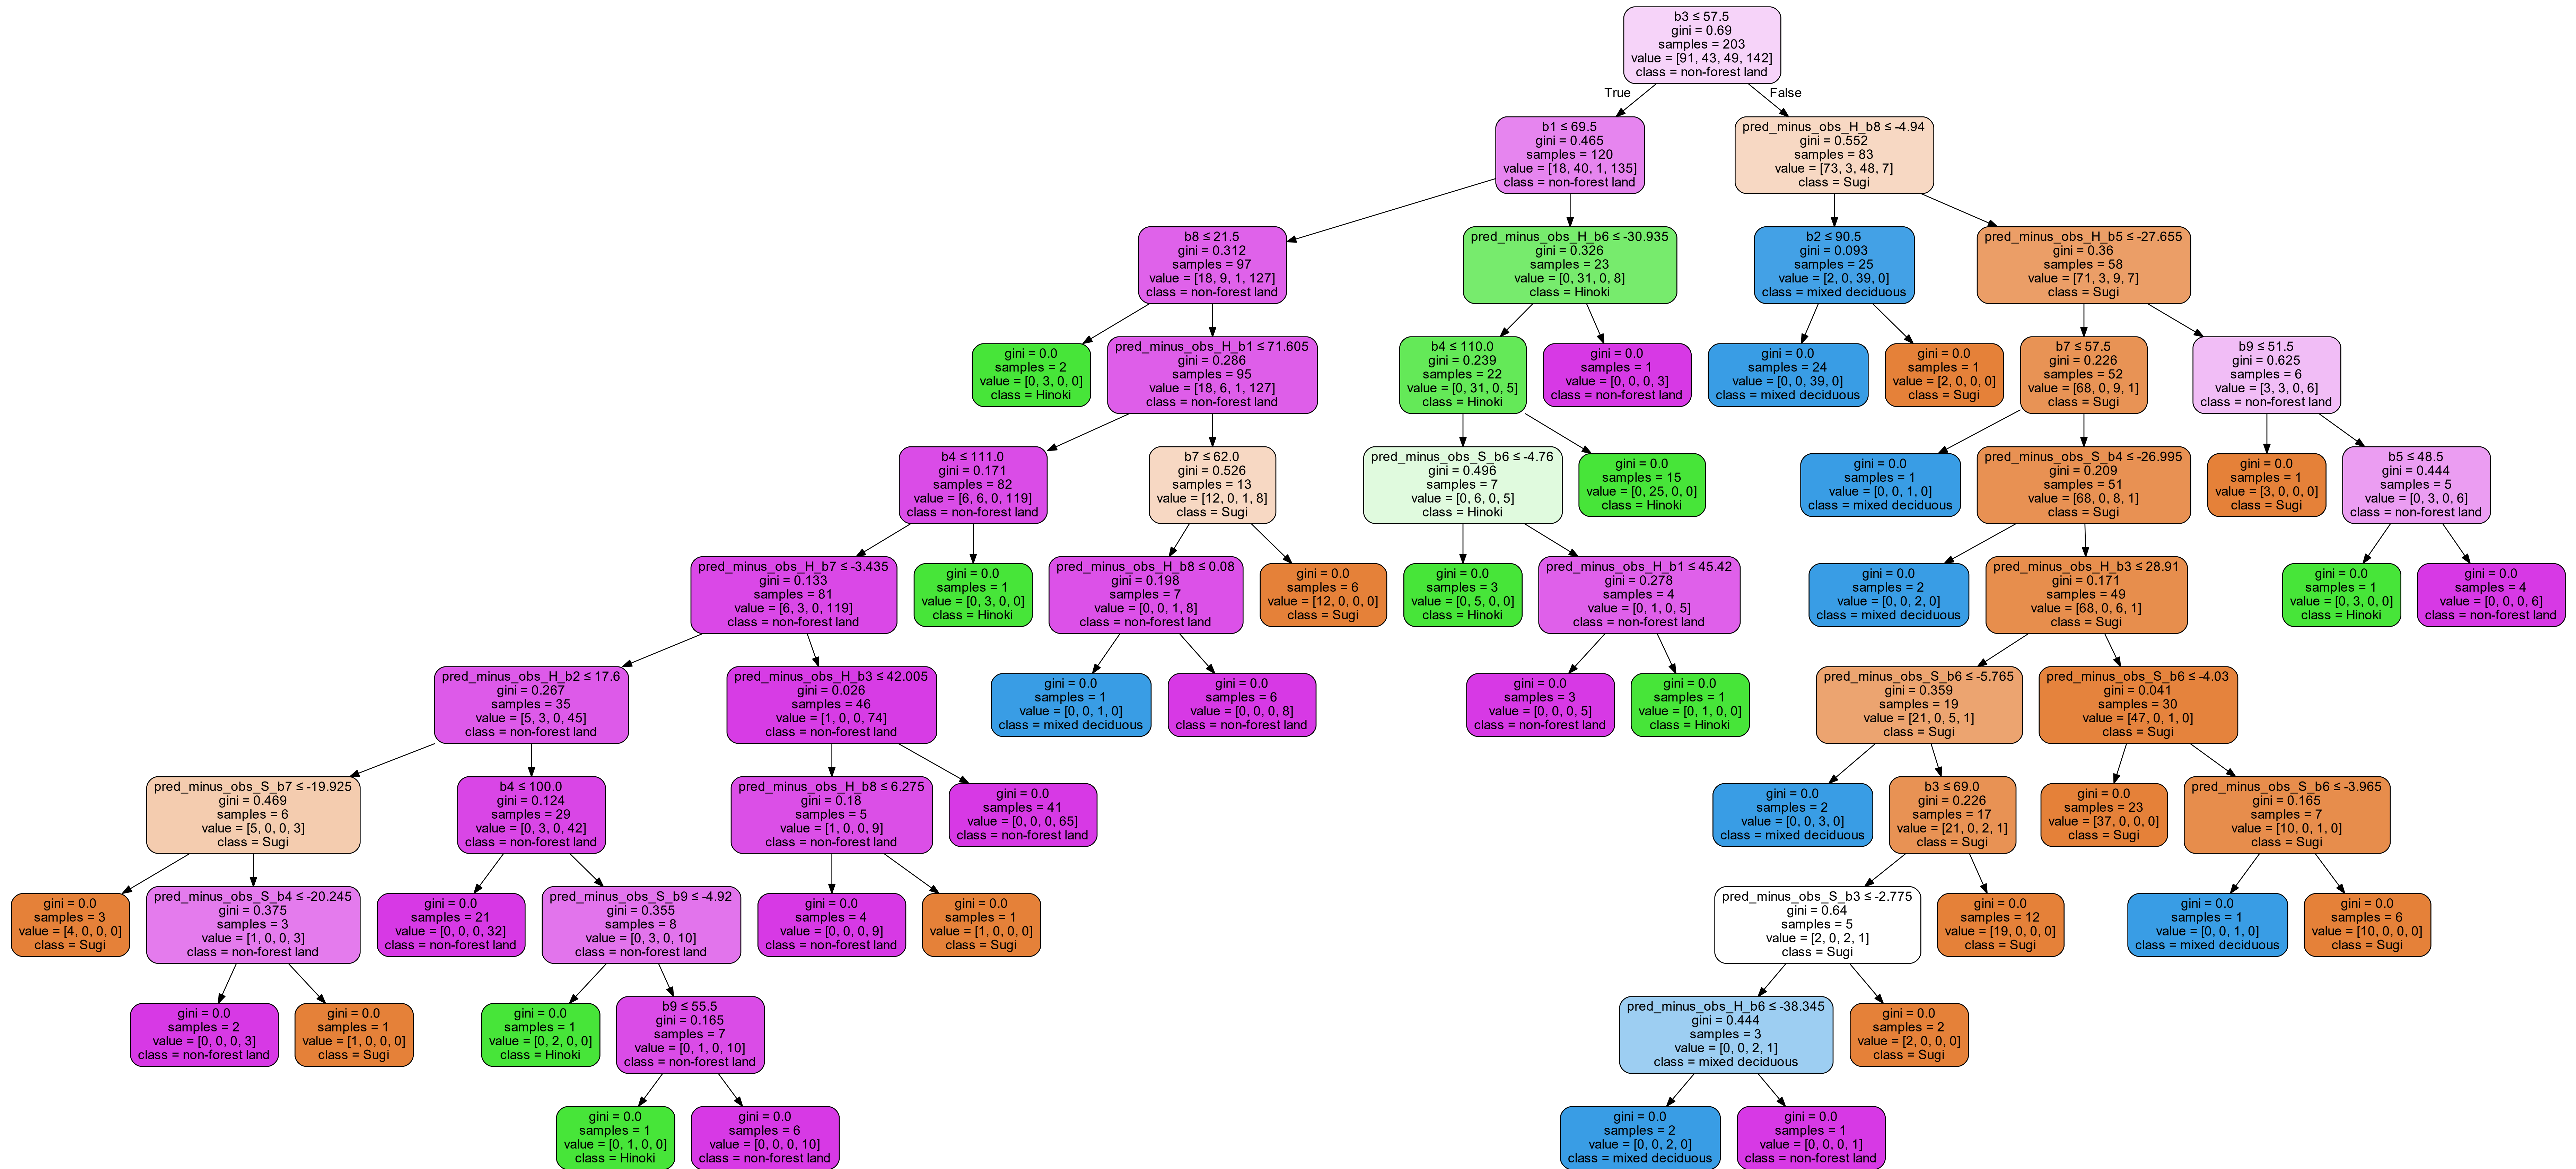 b3 ≤ 57.5
gini = 0.69
samples = 203
value = [91, 43, 49, 142]
class = non-forest land
True
False
b1 ≤ 69.5
gini = 0.465
samples = 120
value = [18, 40, 1, 135]
class = non-forest land
pred_minus_obs_H_b8 ≤ -4.94
gini = 0.552
samples = 83
value = [73, 3, 48, 7]
class = Sugi
b8 ≤ 21.5
gini = 0.312
samples = 97
value = [18, 9, 1, 127]
class = non-forest land
pred_minus_obs_H_b6 ≤ -30.935
gini = 0.326
samples = 23
value = [0, 31, 0, 8]
class = Hinoki
b2 ≤ 90.5
gini = 0.093
samples = 25
value = [2, 0, 39, 0]
class = mixed deciduous
pred_minus_obs_H_b5 ≤ -27.655
gini = 0.36
samples = 58
value = [71, 3, 9, 7]
class = Sugi
gini = 0.0
samples = 2
value = [0, 3, 0, 0]
class = Hinoki
pred_minus_obs_H_b1 ≤ 71.605
gini = 0.286
samples = 95
value = [18, 6, 1, 127]
class = non-forest land
b4 ≤ 110.0
gini = 0.239
samples = 22
value = [0, 31, 0, 5]
class = Hinoki
gini = 0.0
samples = 1
value = [0, 0, 0, 3]
class = non-forest land
gini = 0.0
samples = 24
value = [0, 0, 39, 0]
class = mixed deciduous
gini = 0.0
samples = 1
value = [2, 0, 0, 0]
class = Sugi
b7 ≤ 57.5
gini = 0.226
samples = 52
value = [68, 0, 9, 1]
class = Sugi
b9 ≤ 51.5
gini = 0.625
samples = 6
value = [3, 3, 0, 6]
class = non-forest land
b4 ≤ 111.0
gini = 0.171
samples = 82
value = [6, 6, 0, 119]
class = non-forest land
b7 ≤ 62.0
gini = 0.526
samples = 13
value = [12, 0, 1, 8]
class = Sugi
pred_minus_obs_S_b6 ≤ -4.76
gini = 0.496
samples = 7
value = [0, 6, 0, 5]
class = Hinoki
gini = 0.0
samples = 15
value = [0, 25, 0, 0]
class = Hinoki
gini = 0.0
samples = 1
value = [0, 0, 1, 0]
class = mixed deciduous
pred_minus_obs_S_b4 ≤ -26.995
gini = 0.209
samples = 51
value = [68, 0, 8, 1]
class = Sugi
gini = 0.0
samples = 1
value = [3, 0, 0, 0]
class = Sugi
b5 ≤ 48.5
gini = 0.444
samples = 5
value = [0, 3, 0, 6]
class = non-forest land
pred_minus_obs_H_b7 ≤ -3.435
gini = 0.133
samples = 81
value = [6, 3, 0, 119]
class = non-forest land
gini = 0.0
samples = 1
value = [0, 3, 0, 0]
class = Hinoki
pred_minus_obs_H_b8 ≤ 0.08
gini = 0.198
samples = 7
value = [0, 0, 1, 8]
class = non-forest land
gini = 0.0
samples = 6
value = [12, 0, 0, 0]
class = Sugi
gini = 0.0
samples = 3
value = [0, 5, 0, 0]
class = Hinoki
pred_minus_obs_H_b1 ≤ 45.42
gini = 0.278
samples = 4
value = [0, 1, 0, 5]
class = non-forest land
gini = 0.0
samples = 2
value = [0, 0, 2, 0]
class = mixed deciduous
pred_minus_obs_H_b3 ≤ 28.91
gini = 0.171
samples = 49
value = [68, 0, 6, 1]
class = Sugi
gini = 0.0
samples = 1
value = [0, 3, 0, 0]
class = Hinoki
gini = 0.0
samples = 4
value = [0, 0, 0, 6]
class = non-forest land
pred_minus_obs_H_b2 ≤ 17.6
gini = 0.267
samples = 35
value = [5, 3, 0, 45]
class = non-forest land
pred_minus_obs_H_b3 ≤ 42.005
gini = 0.026
samples = 46
value = [1, 0, 0, 74]
class = non-forest land
gini = 0.0
samples = 1
value = [0, 0, 1, 0]
class = mixed deciduous
gini = 0.0
samples = 6
value = [0, 0, 0, 8]
class = non-forest land
gini = 0.0
samples = 3
value = [0, 0, 0, 5]
class = non-forest land
gini = 0.0
samples = 1
value = [0, 1, 0, 0]
class = Hinoki
pred_minus_obs_S_b6 ≤ -5.765
gini = 0.359
samples = 19
value = [21, 0, 5, 1]
class = Sugi
pred_minus_obs_S_b6 ≤ -4.03
gini = 0.041
samples = 30
value = [47, 0, 1, 0]
class = Sugi
pred_minus_obs_S_b7 ≤ -19.925
gini = 0.469
samples = 6
value = [5, 0, 0, 3]
class = Sugi
b4 ≤ 100.0
gini = 0.124
samples = 29
value = [0, 3, 0, 42]
class = non-forest land
pred_minus_obs_H_b8 ≤ 6.275
gini = 0.18
samples = 5
value = [1, 0, 0, 9]
class = non-forest land
gini = 0.0
samples = 41
value = [0, 0, 0, 65]
class = non-forest land
gini = 0.0
samples = 2
value = [0, 0, 3, 0]
class = mixed deciduous
b3 ≤ 69.0
gini = 0.226
samples = 17
value = [21, 0, 2, 1]
class = Sugi
gini = 0.0
samples = 23
value = [37, 0, 0, 0]
class = Sugi
pred_minus_obs_S_b6 ≤ -3.965
gini = 0.165
samples = 7
value = [10, 0, 1, 0]
class = Sugi
gini = 0.0
samples = 3
value = [4, 0, 0, 0]
class = Sugi
pred_minus_obs_S_b4 ≤ -20.245
gini = 0.375
samples = 3
value = [1, 0, 0, 3]
class = non-forest land
gini = 0.0
samples = 21
value = [0, 0, 0, 32]
class = non-forest land
pred_minus_obs_S_b9 ≤ -4.92
gini = 0.355
samples = 8
value = [0, 3, 0, 10]
class = non-forest land
gini = 0.0
samples = 4
value = [0, 0, 0, 9]
class = non-forest land
gini = 0.0
samples = 1
value = [1, 0, 0, 0]
class = Sugi
pred_minus_obs_S_b3 ≤ -2.775
gini = 0.64
samples = 5
value = [2, 0, 2, 1]
class = Sugi
gini = 0.0
samples = 12
value = [19, 0, 0, 0]
class = Sugi
gini = 0.0
samples = 1
value = [0, 0, 1, 0]
class = mixed deciduous
gini = 0.0
samples = 6
value = [10, 0, 0, 0]
class = Sugi
gini = 0.0
samples = 2
value = [0, 0, 0, 3]
class = non-forest land
gini = 0.0
samples = 1
value = [1, 0, 0, 0]
class = Sugi
gini = 0.0
samples = 1
value = [0, 2, 0, 0]
class = Hinoki
b9 ≤ 55.5
gini = 0.165
samples = 7
value = [0, 1, 0, 10]
class = non-forest land
pred_minus_obs_H_b6 ≤ -38.345
gini = 0.444
samples = 3
value = [0, 0, 2, 1]
class = mixed deciduous
gini = 0.0
samples = 2
value = [2, 0, 0, 0]
class = Sugi
gini = 0.0
samples = 1
value = [0, 1, 0, 0]
class = Hinoki
gini = 0.0
samples = 6
value = [0, 0, 0, 10]
class = non-forest land
gini = 0.0
samples = 2
value = [0, 0, 2, 0]
class = mixed deciduous
gini = 0.0
samples = 1
value = [0, 0, 0, 1]
class = non-forest land